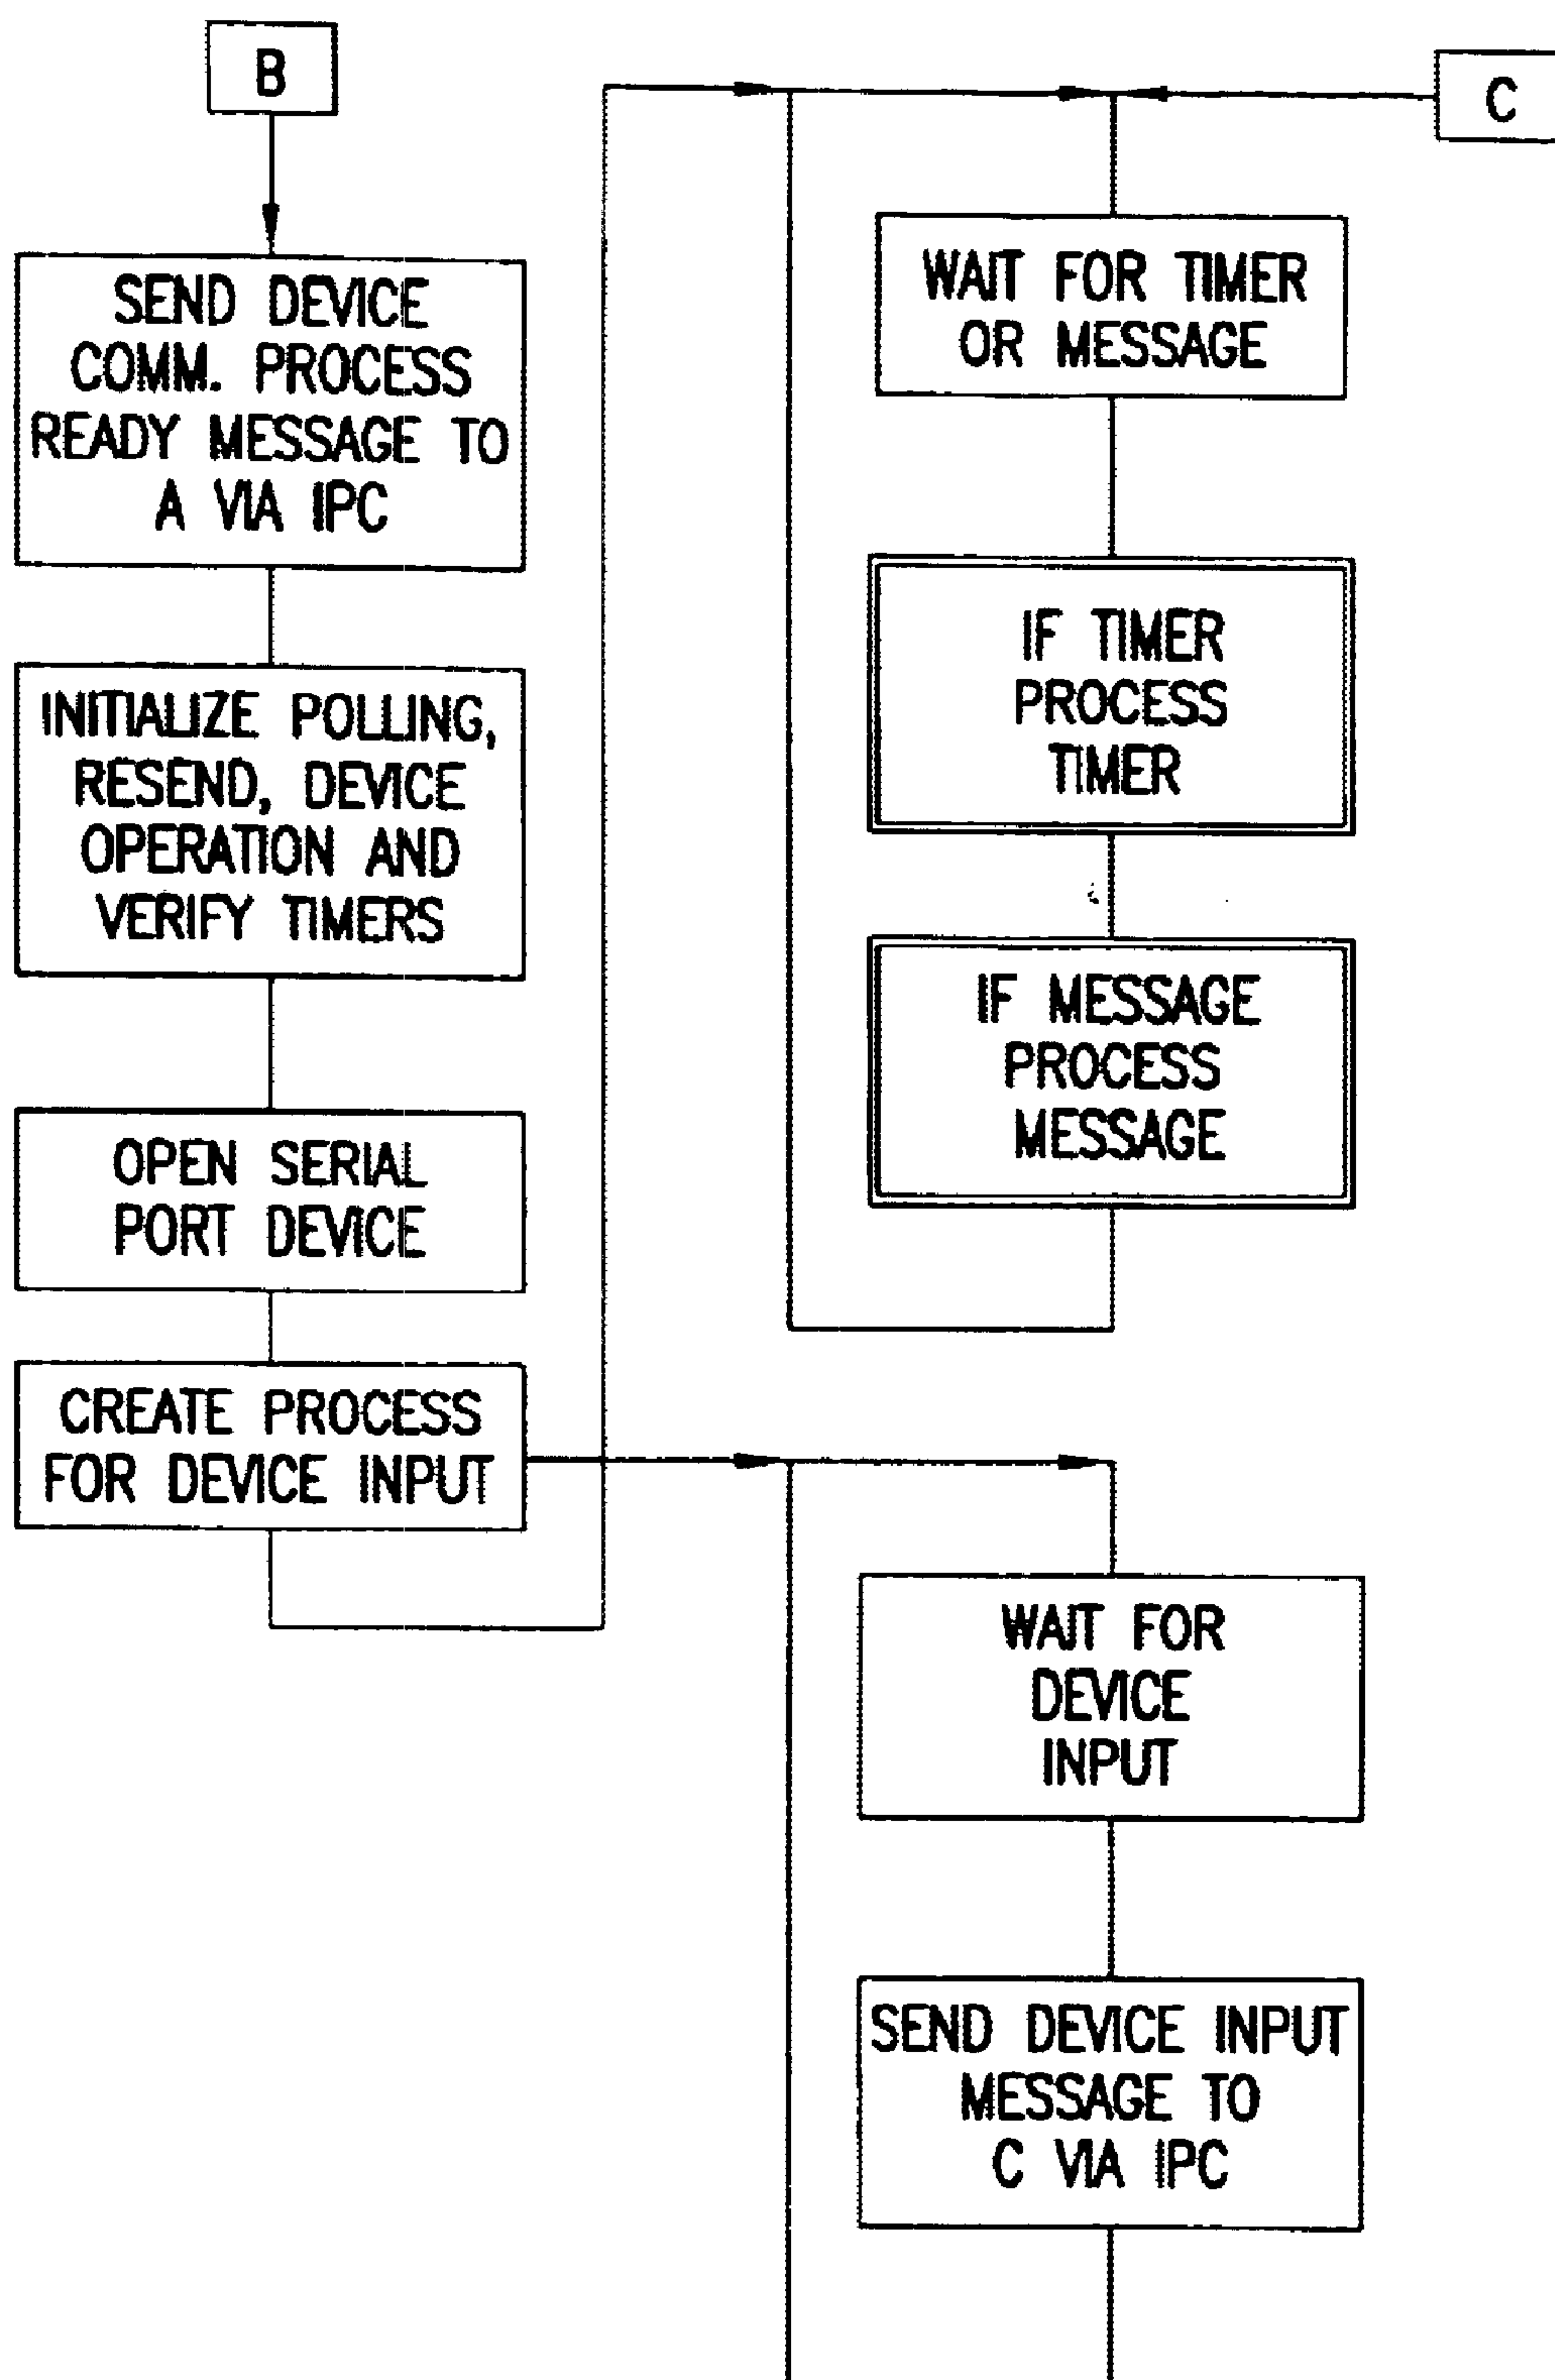 B
SEND DEVICE
COMM. PROCESS
READY MESSAGE TO
A VIA IPC
INITIALIZE POLLING,
RESEND, DEVICE
OPERATION AND
VERIFY TIMERS
OPEN SERIAL
PORT DEVICE
CREATE PROCESS
FOR DEVICE INPUT
C
WAIT FOR TIMER
OR MESSAGE
IF TIMER
PROCESS
TIMER
IF MESSAGE
PROCESS
MESSAGE
WAIT FOR
DEVICE
INPUT
SEND DEVICE INPUT
MESSAGE TO
C VIA IPC